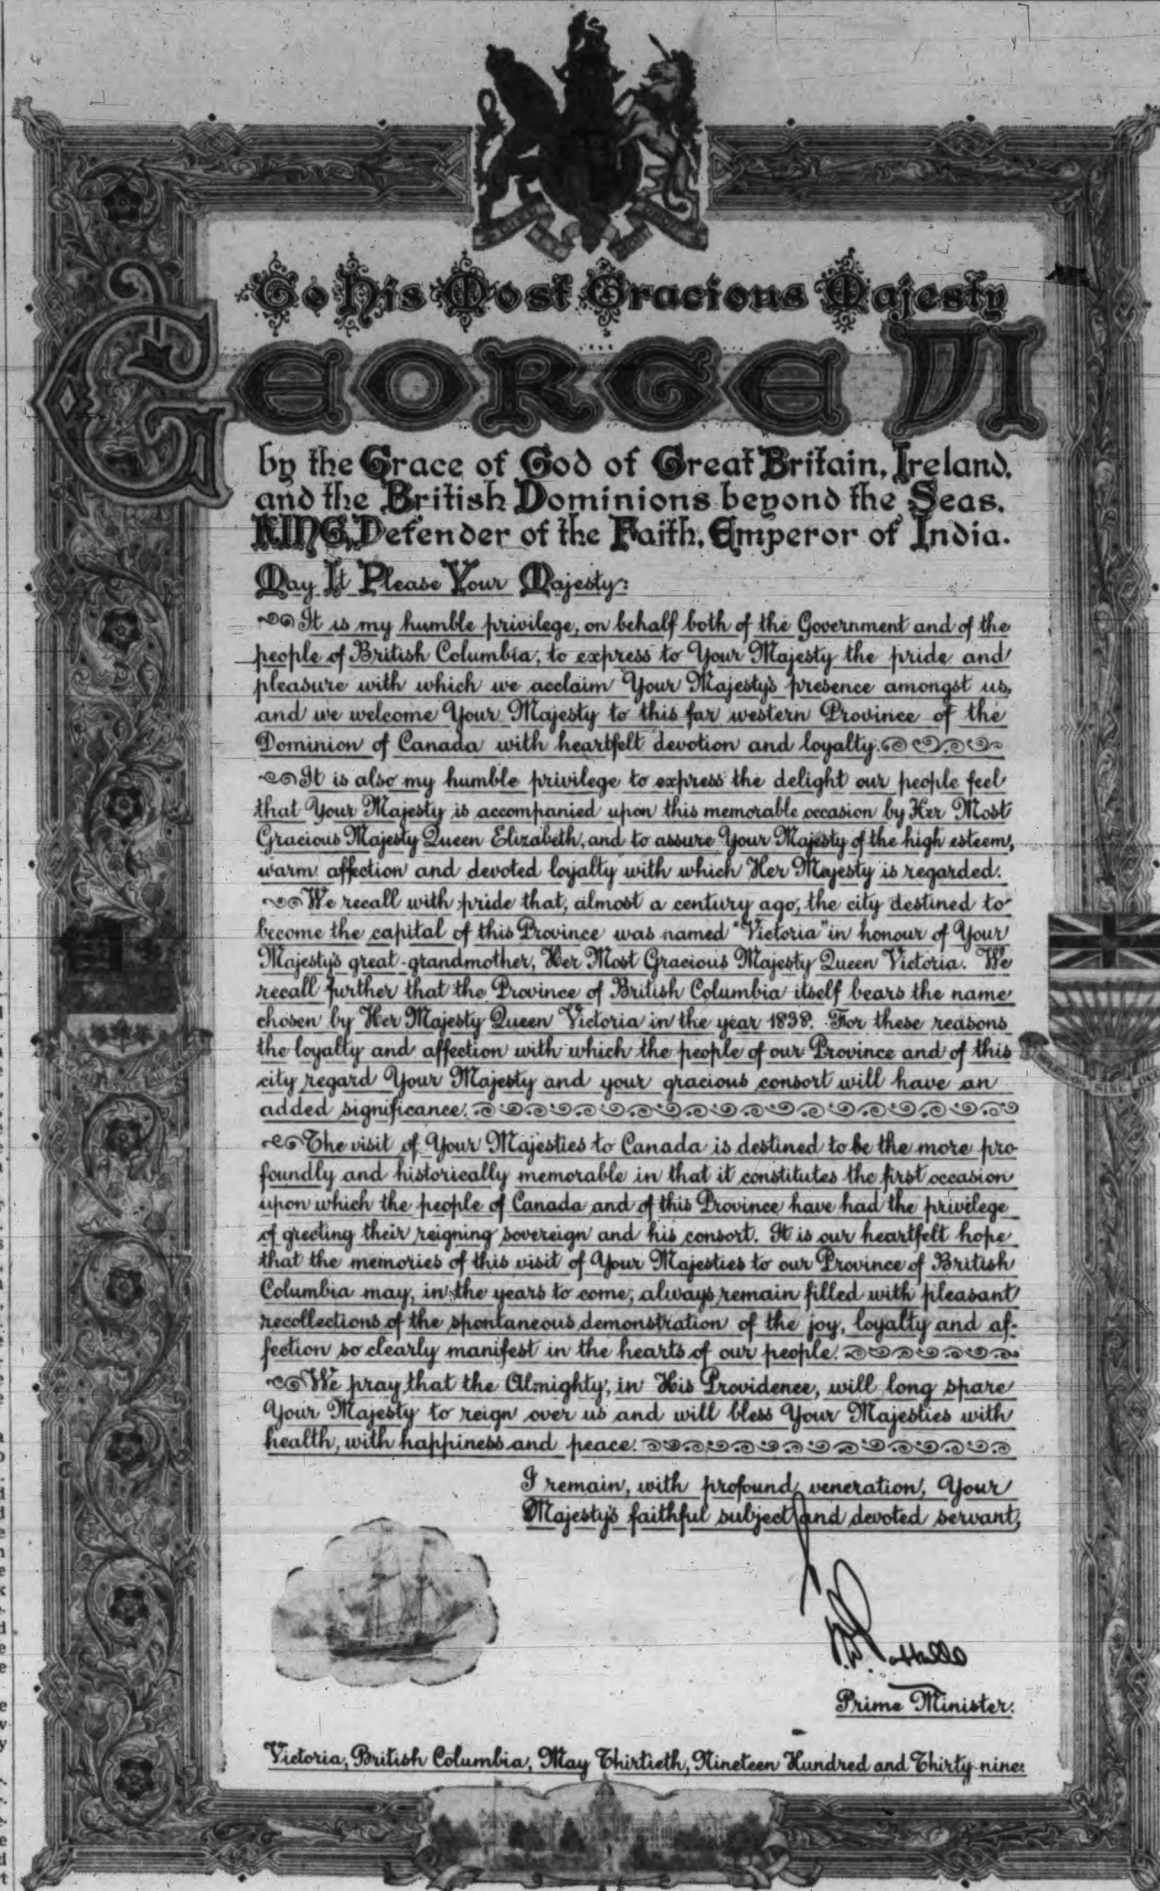 To His Most Gracious Majesty
GEORGE VI
by the Grace of God of Great Britain, Ireland,
and the British Dominions beyond the Seas,
KING, Defender of the Faith, Emperor of India.
May It Please Your Majesty:
It is my humble privilege, on behalf both of the Government and of the
people of British Columbia, to express to Your Majesty the pride and
pleasure with which we acclaim Your Majesty's presence amongst us,
and we welcome Your Majesty to this far western Province of the
Dominion of Canada with heartfelt devotion and loyalty.
It is also my humble privilege to express the delight our people feel
that Your Majesty is accompanied upon this memorable occasion by Her Most
Gracious Majesty Queen Elizabeth, and to assure Your Majesty of the high esteem,
warm affection and devoted loyalty with which Her Majesty is regarded.
We recall with pride that, almost a century ago, the city destined to
become the capital of this Province was named "Victoria" in honour of Your
Majesty's great-grandmother, Her Most Gracious Majesty Queen Victoria. We
recall further that the Province of British Columbia itself bears the name
chosen by Her Majesty Queen Victoria in the year 1858. For these reasons
the loyalty and affection with which the people of our Province and of this
city regard Your Majesty and your gracious consort will have an
added significance.
The visit of Your Majesties to Canada is destined to be the more pro-
foundly and historically memorable in that it constitutes the first occasion
upon which the people of Canada and of this Province have had the privilege
of greeting their reigning sovereign and his consort. It is our heartfelt hope
that the memories of this visit of Your Majesties to our Province of British
Columbia may, in the years to come, always remain filled with pleasant
recollections of the spontaneous demonstration of the joy, loyalty and af-
fection so clearly manifest in the hearts of our people.
We pray that the Almighty, in His Providence, will long spare
Your Majesty to reign over us and will bless Your Majesties with
health, with happiness and peace.
I remain, with profound veneration, Your
Majesty's faithful subject and devoted servant,
Prime Minister.
Victoria, British Columbia, May Thirtieth, Nineteen Hundred and Thirty-nine.